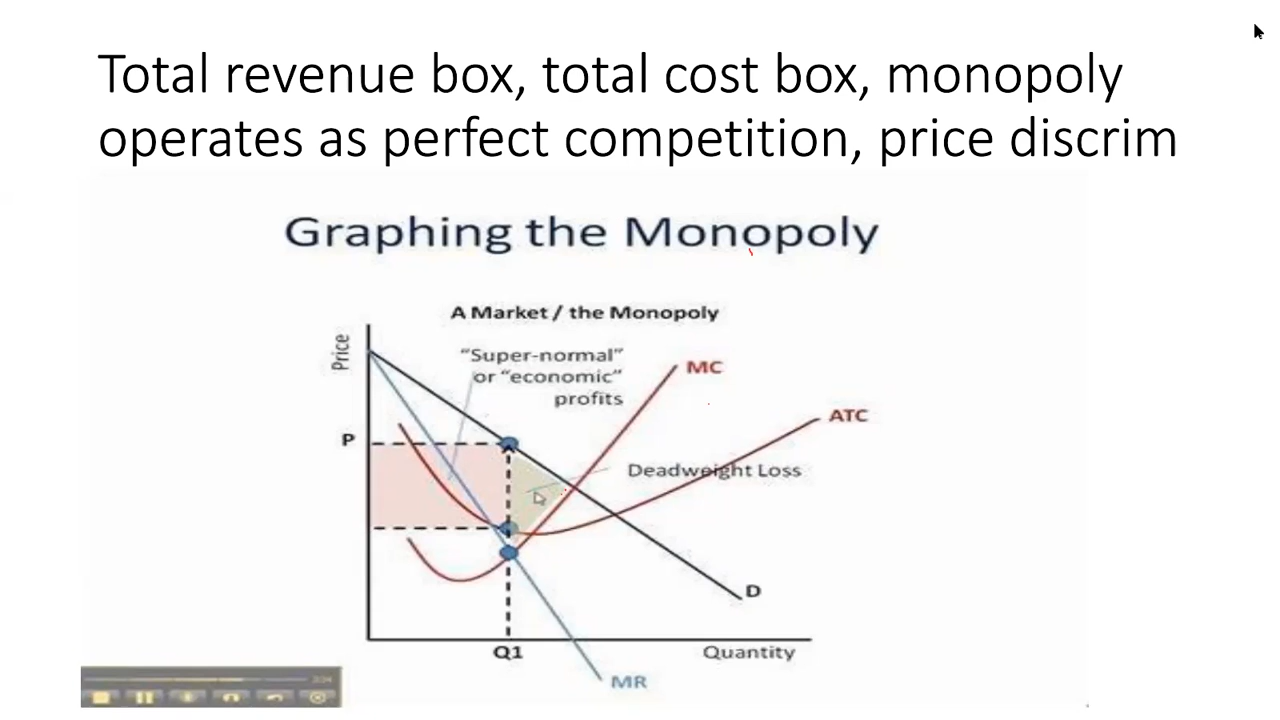 Total revenue box, total cost box, monopoly
operates as perfect competition, price discrim
Graphing the Monopoly
A Market / the Monopoly
Price
“Super-normal”
or “economic”
profits
MC
ATC
P
Deadweight Loss
D
Q1
Quantity
MR